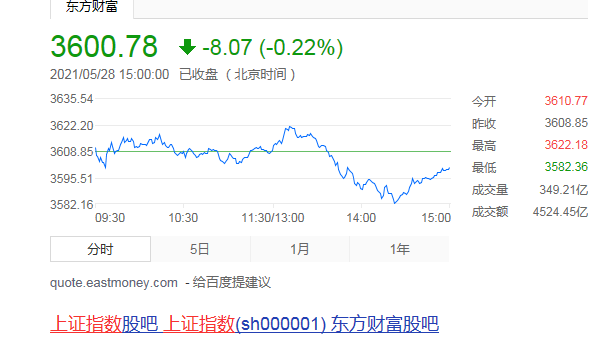 东方财富
3600.78 -8.07 (-0.22%)
2021/05/28 15:00:00 已收盘 ( 北京时间 )
3635.54
3622.20
3608.85
3595.51
3582.16
09:30 10:30 11:30/13:00 14:00 15:00
今开 3610.77
昨收 3608.85
最高 3622.18
最低 3582.36
成交量 349.21亿
成交额 4524.45亿
分时 5日 1月 1年
quote.eastmoney.com - 给百度提建议
上证指数股吧 上证指数(sh000001) 东方财富股吧